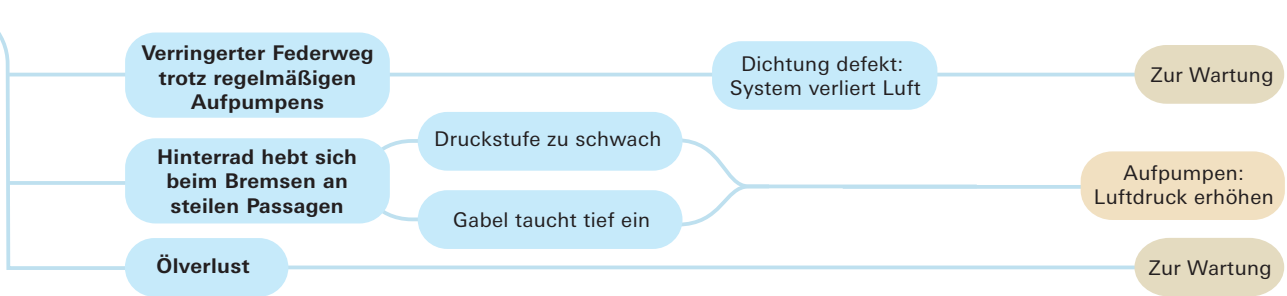 Verringerter Federweg
trotz regelmäßigen
Aufpumpens
Dichtung defekt:
System verliert Luft
Zur Wartung
Hinterrad hebt sich
beim Bremsen an
steilen Passagen
Druckstufe zu schwach
Gabel taucht tief ein
Aufpumpen:
Luftdruck erhöhen
Ölverlust
Zur Wartung